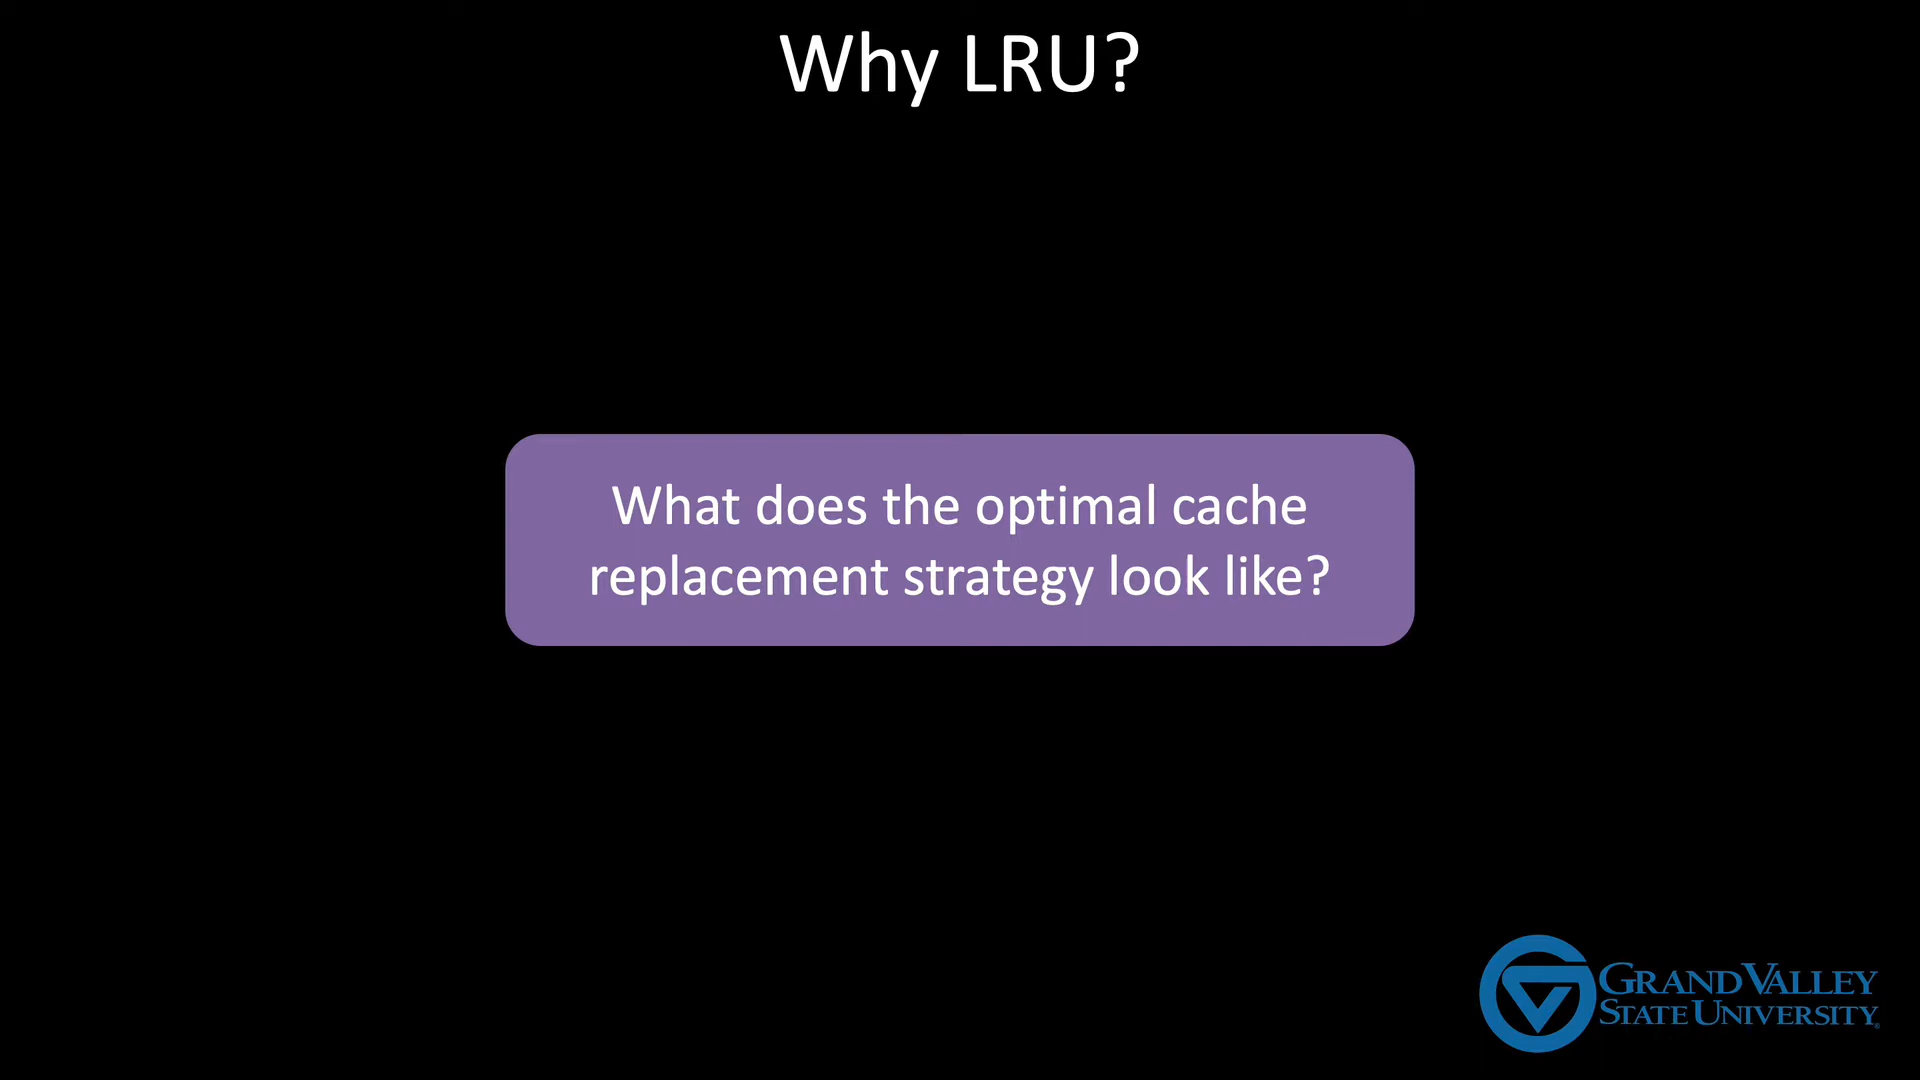 Why LRU?
What does the optimal cache
replacement strategy look like?
GRAND VALLEY
STATE UNIVERSITY